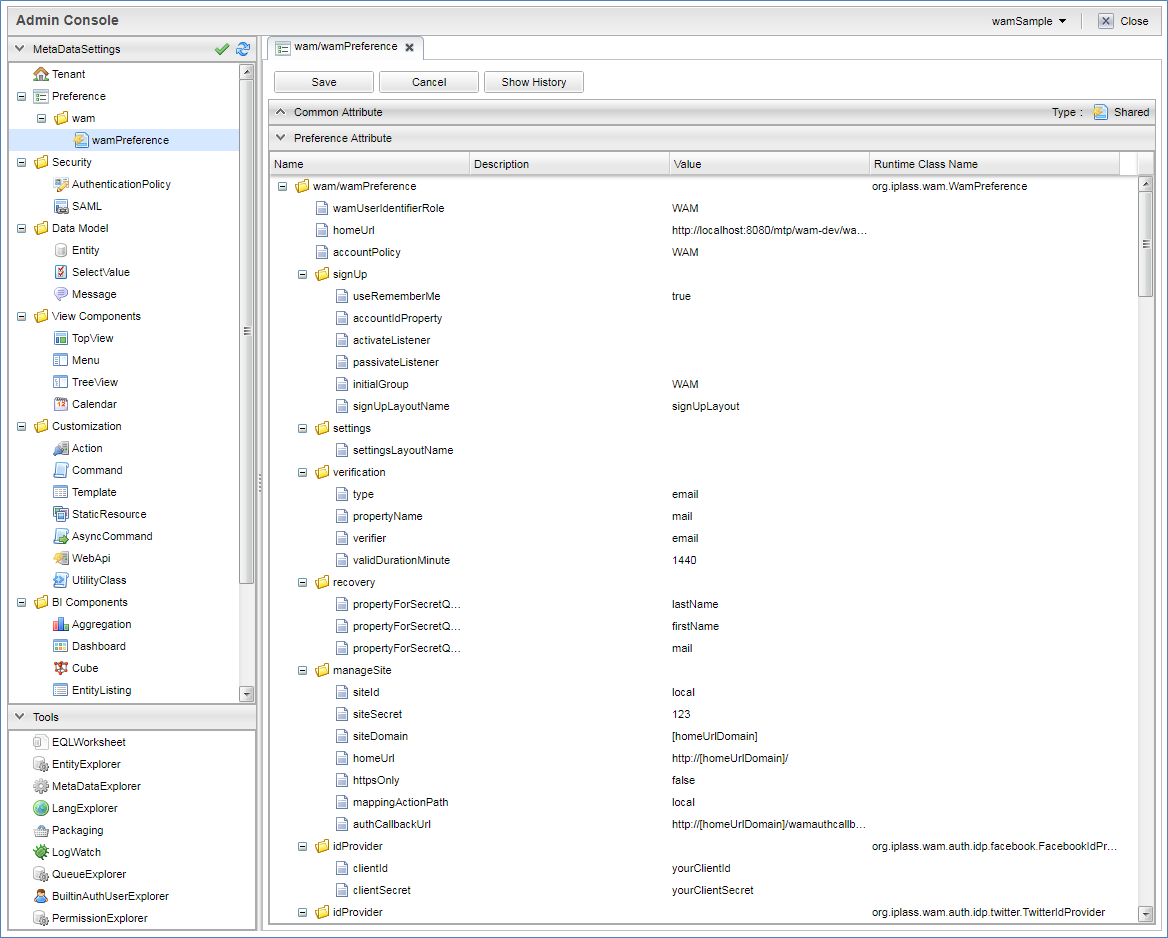 Admin Console
wamSample
Close
MetaDataSettings
Tenant
Preference
wam
wamPreference
Security
AuthenticationPolicy
SAML
Data Model
Entity
SelectValue
Message
View Components
TopView
Menu
TreeView
Calendar
Customization
Action
Command
Template
StaticResource
AsyncCommand
WebApi
UtilityClass
BI Components
Aggregation
Dashboard
Cube
EntityListing
Tools
EQLWorksheet
EntityExplorer
MetaDataExplorer
LangExplorer
Packaging
LogWatch
QueueExplorer
BuiltinAuthUserExplorer
PermissionExplorer
wam/wamPreference
Save Cancel Show History
Common Attribute Type : Shared
Preference Attribute
Name Description Value Runtime Class Name
wam/wamPreference org.iplass.wam.WamPreference
wamUserIdentifierRole WAM
homeUrl http://localhost:8080/mtp/wam-dev/wa...
accountPolicy WAM
signUp
useRememberMe true
accountIdProperty
activateListener
passivateListener
initialGroup WAM
signUpLayoutName signUpLayout
settings
settingsLayoutName
verification
type email
propertyName mail
verifier email
validDurationMinute 1440
recovery
propertyForSecretQ... lastName
propertyForSecretQ... firstName
propertyForSecretQ... mail
manageSite
siteId local
siteSecret 123
siteDomain [homeUrlDomain]
homeUrl http://[homeUrlDomain]/
httpsOnly false
mappingActionPath local
authCallbackUrl http://[homeUrlDomain]/wamauthcallb...
idProvider org.iplass.wam.auth.idp.facebook.FacebookIdPr...
clientId yourClientId
clientSecret yourClientSecret
idProvider org.iplass.wam.auth.idp.twitter.TwitterIdProvider